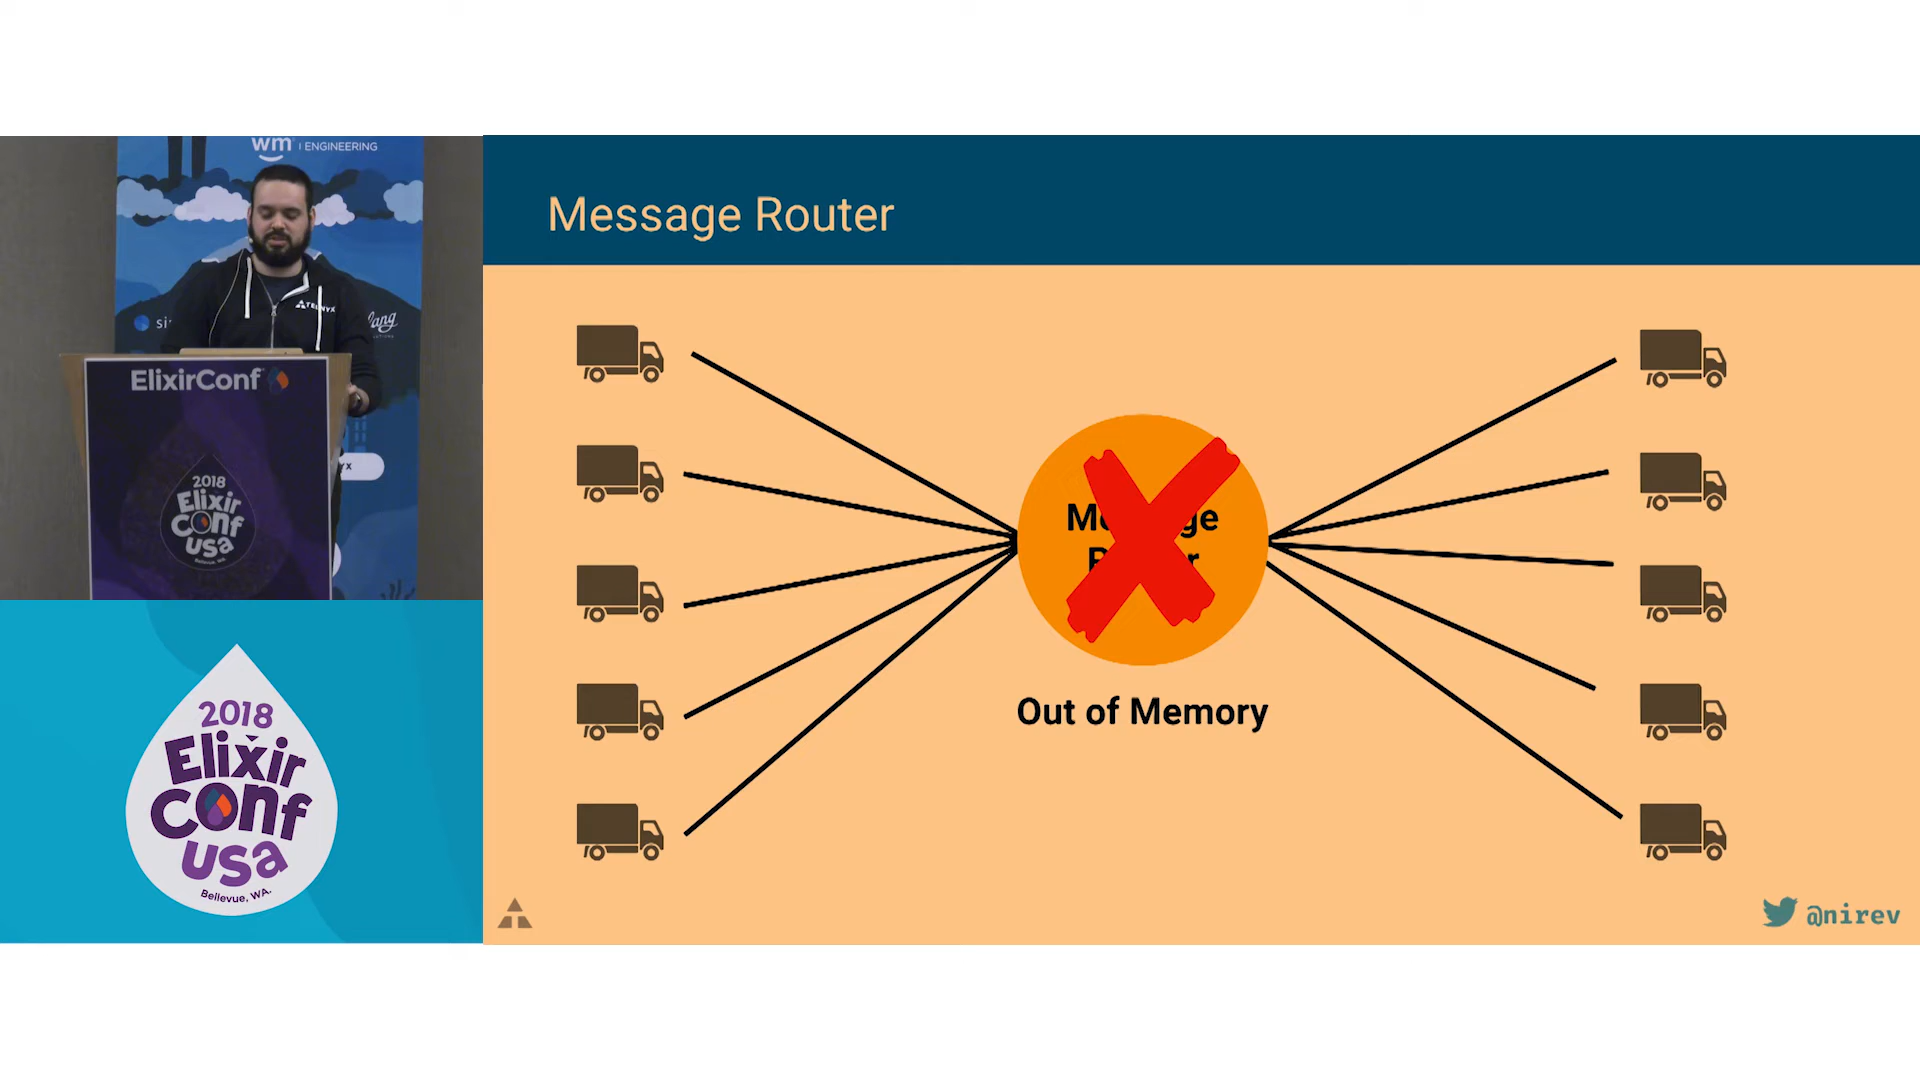 wm | ENGINEERING
TELNYX
ElixirConf
2018
Elixir
Conf
USA
2018
Elixir
Conf
USA
Bellevue, WA.
Message Router
Out of Memory
@nirev